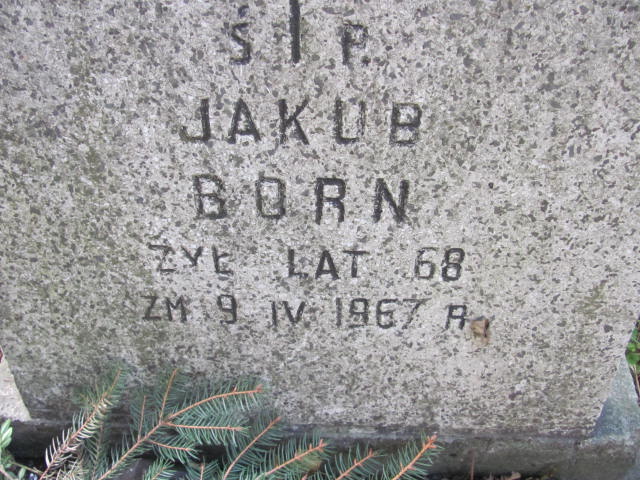 Ś P.
JAKUB
BORN
ŻYŁ LAT 68
ZM 9 IV 1967 R